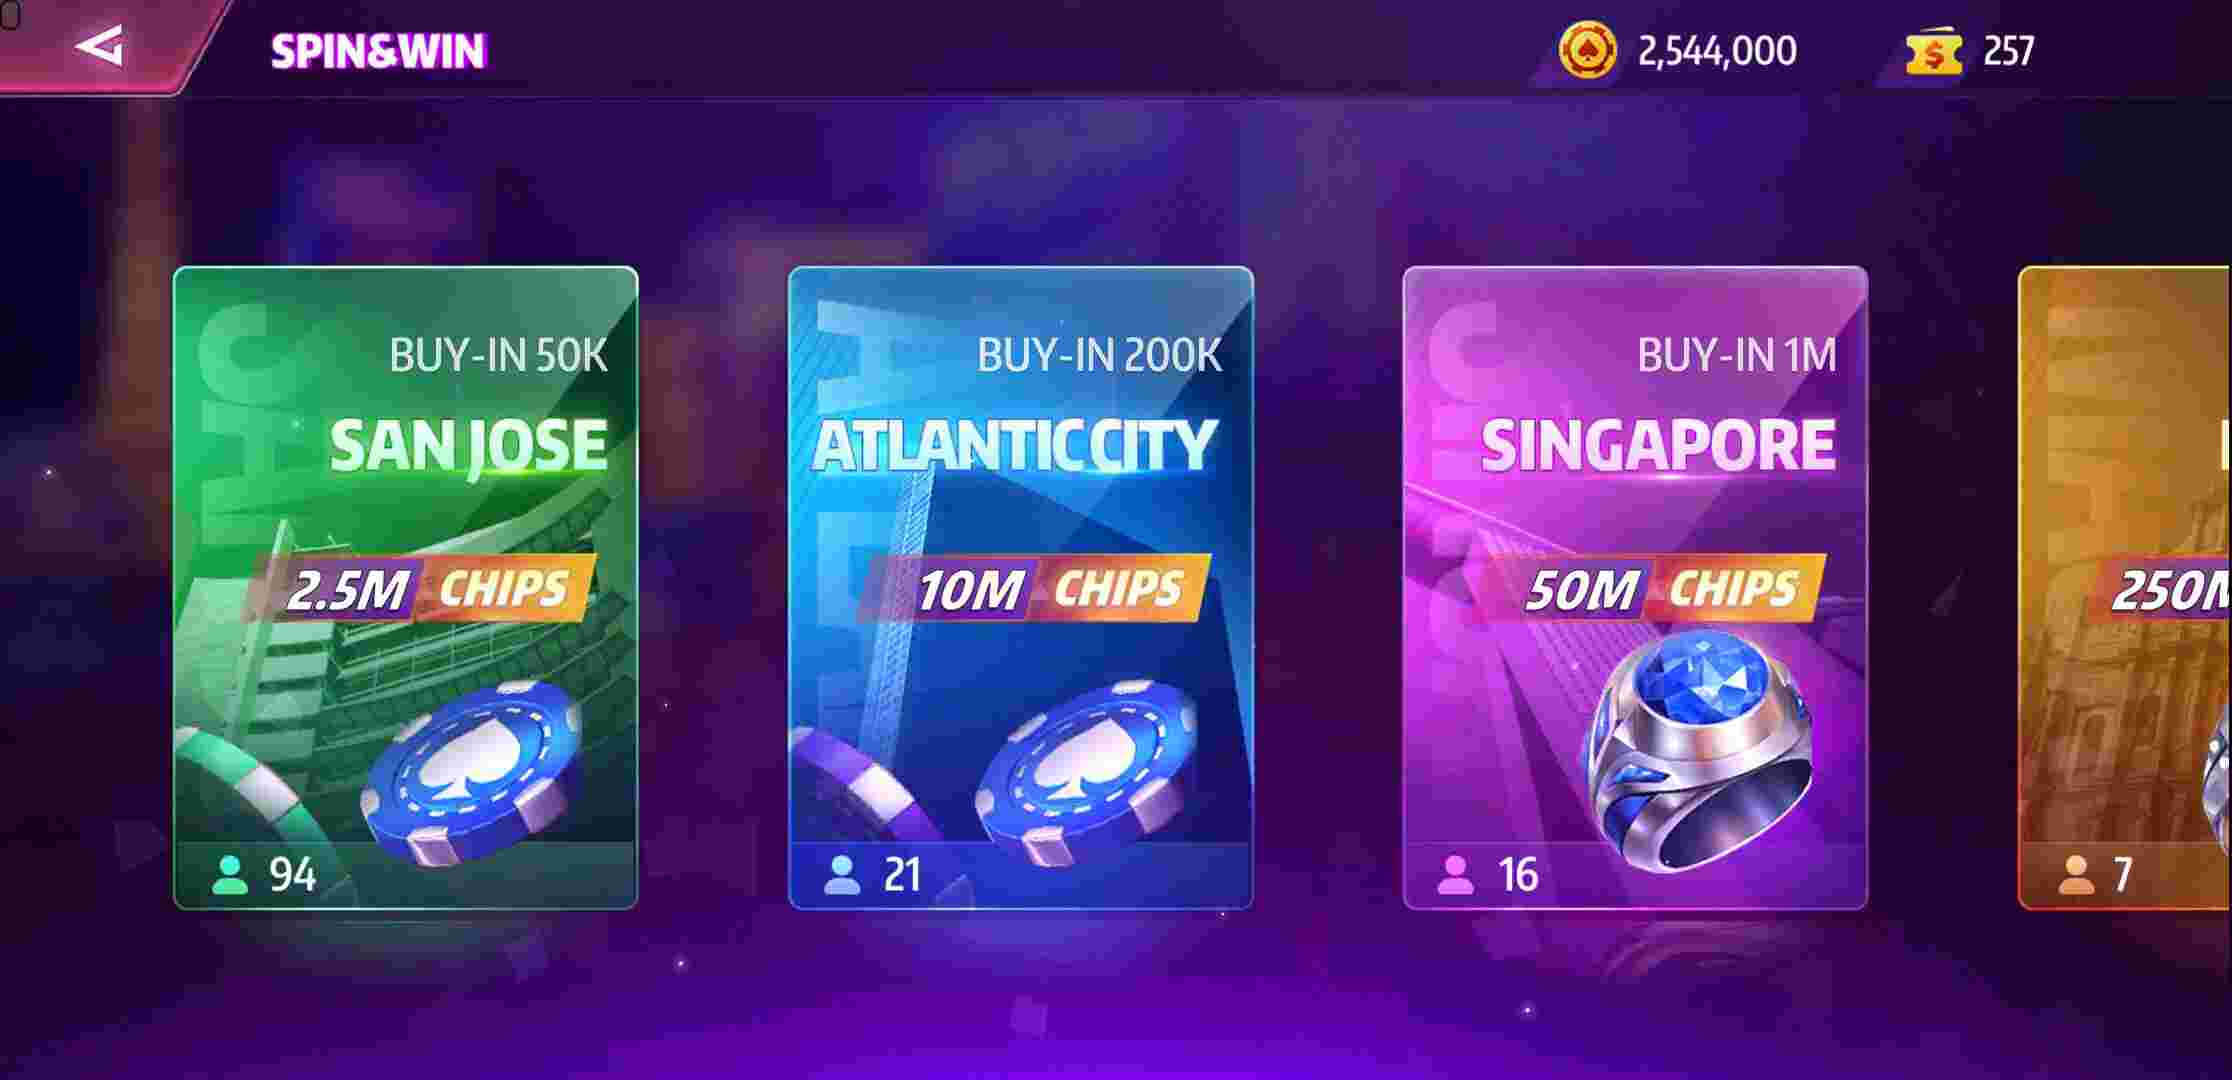 SPIN&WIN
2,544,000
257
BUY-IN 50K
SAN JOSE
2.5M CHIPS
94
BUY-IN 200K
ATLANTIC CITY
10M CHIPS
21
BUY-IN 1M
SINGAPORE
50M CHIPS
16
250M
7